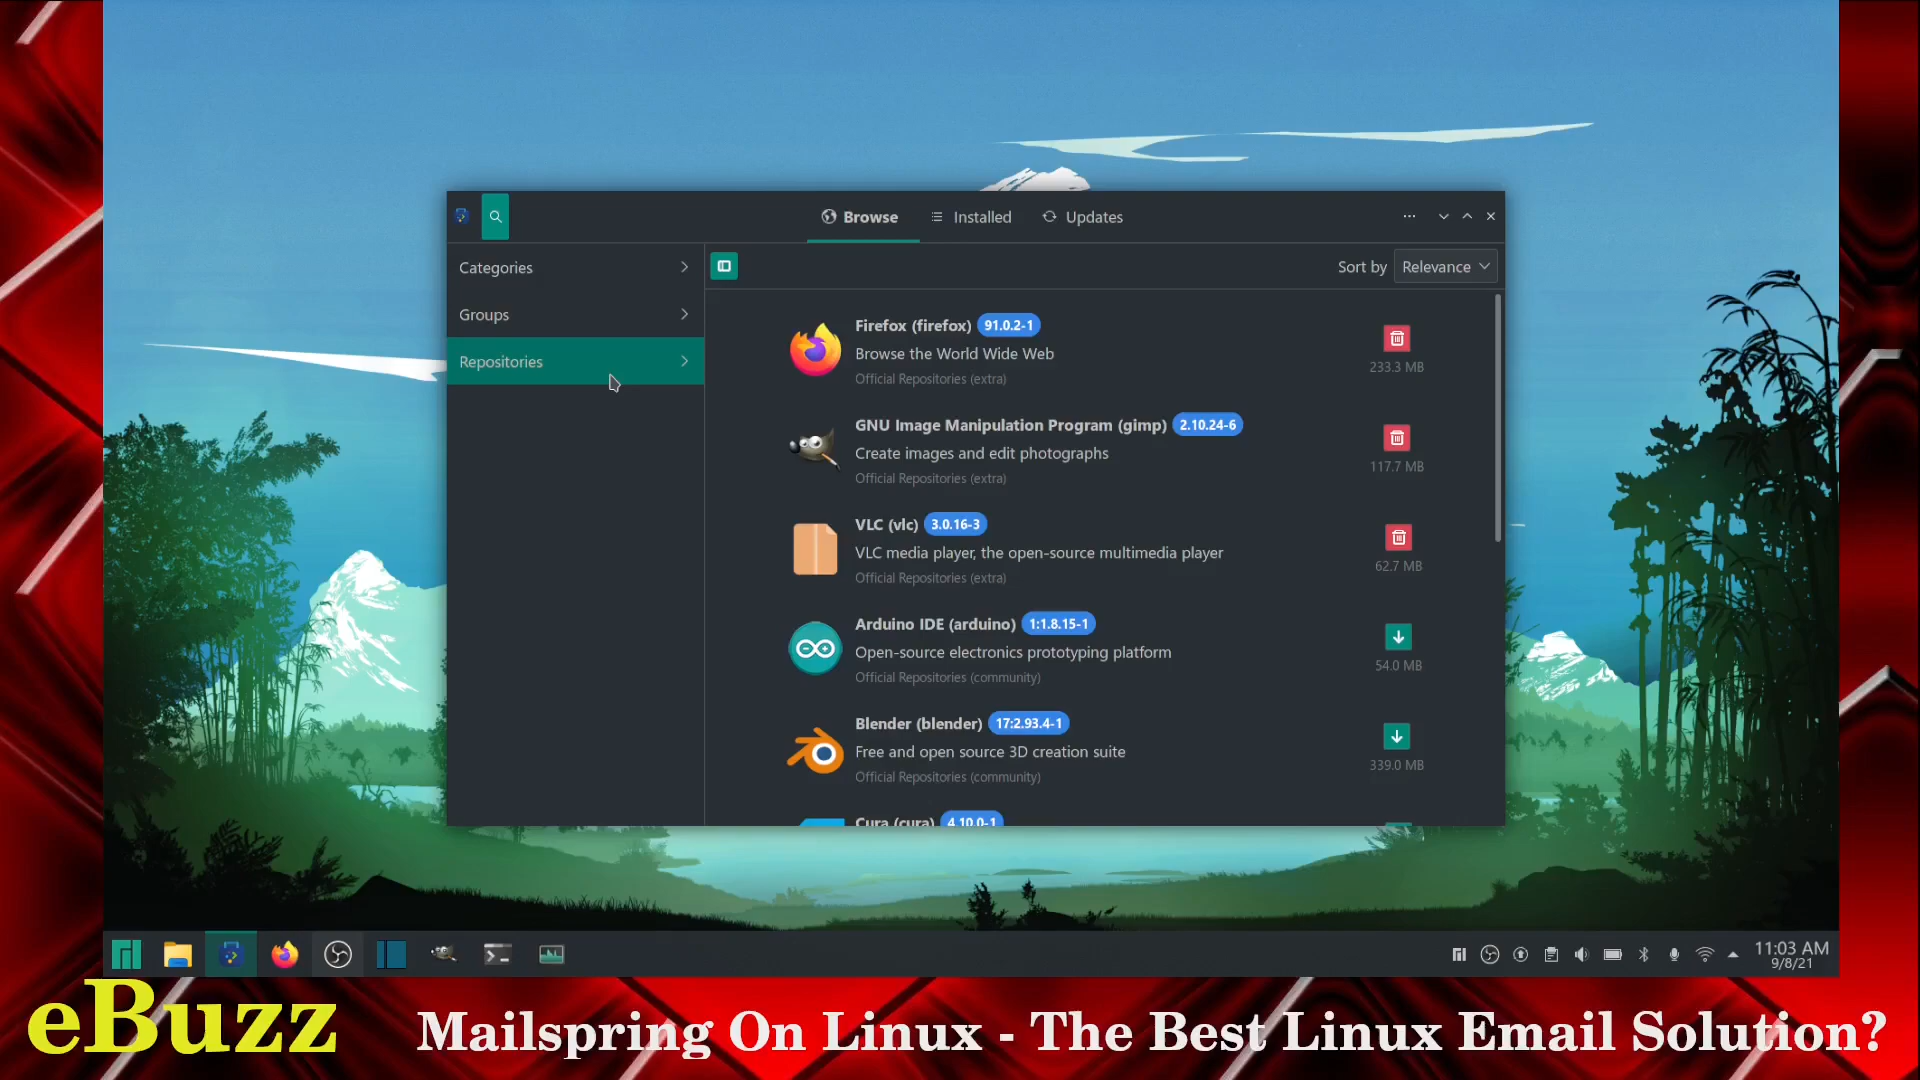 Browse
Installed
Updates
Categories
Groups
Repositories
Sort by Relevance
Firefox (firefox) 91.0.2-1
Browse the World Wide Web
Official Repositories (extra)
233.3 MB
GNU Image Manipulation Program (gimp) 2.10.24-6
Create images and edit photographs
Official Repositories (extra)
117.7 MB
VLC (vlc) 3.0.16-3
VLC media player, the open-source multimedia player
Official Repositories (extra)
62.7 MB
Arduino IDE (arduino) 1:1.8.15-1
Open-source electronics prototyping platform
Official Repositories (community)
54.0 MB
Blender (blender) 17:2.93.4-1
Free and open source 3D creation suite
Official Repositories (community)
339.0 MB
Cura (cura) 4.10.0-1
11:03 AM
9/8/21
eBuzz
Mailspring On Linux - The Best Linux Email Solution?